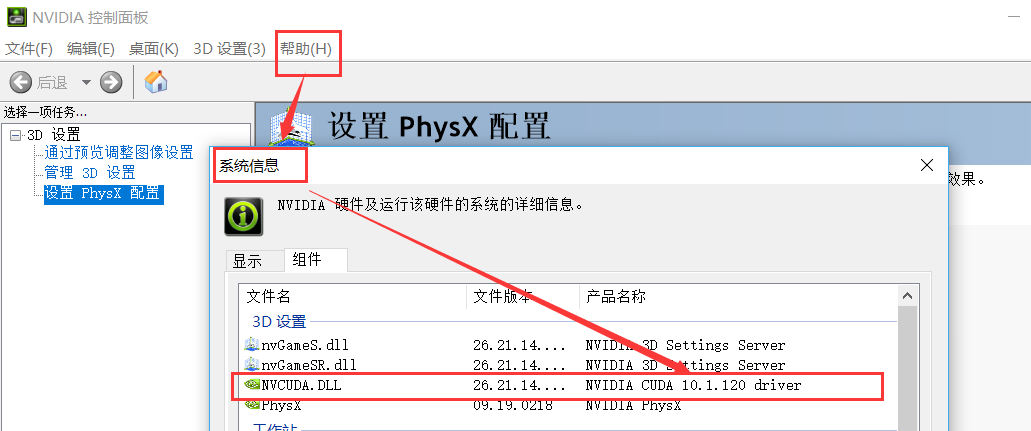 NVIDIA 控制面板
文件(F) 编辑(E) 桌面(K) 3D 设置(3) 帮助(H)
后退
选择一项任务...
3D 设置
通过预览调整图像设置
管理 3D 设置
设置 PhysX 配置
设置 PhysX 配置
效果。
系统信息
NVIDIA 硬件及运行该硬件的系统的详细信息。
显示 组件
文件名 文件版本 产品名称
3D 设置
nvGameS.dll 26.21.14.... NVIDIA 3D Settings Server
nvGameSR.dll 26.21.14.... NVIDIA 3D Settings Server
NVCUDA.DLL 26.21.14.... NVIDIA CUDA 10.1.120 driver
PhysX 09.19.0218 NVIDIA PhysX
工作站